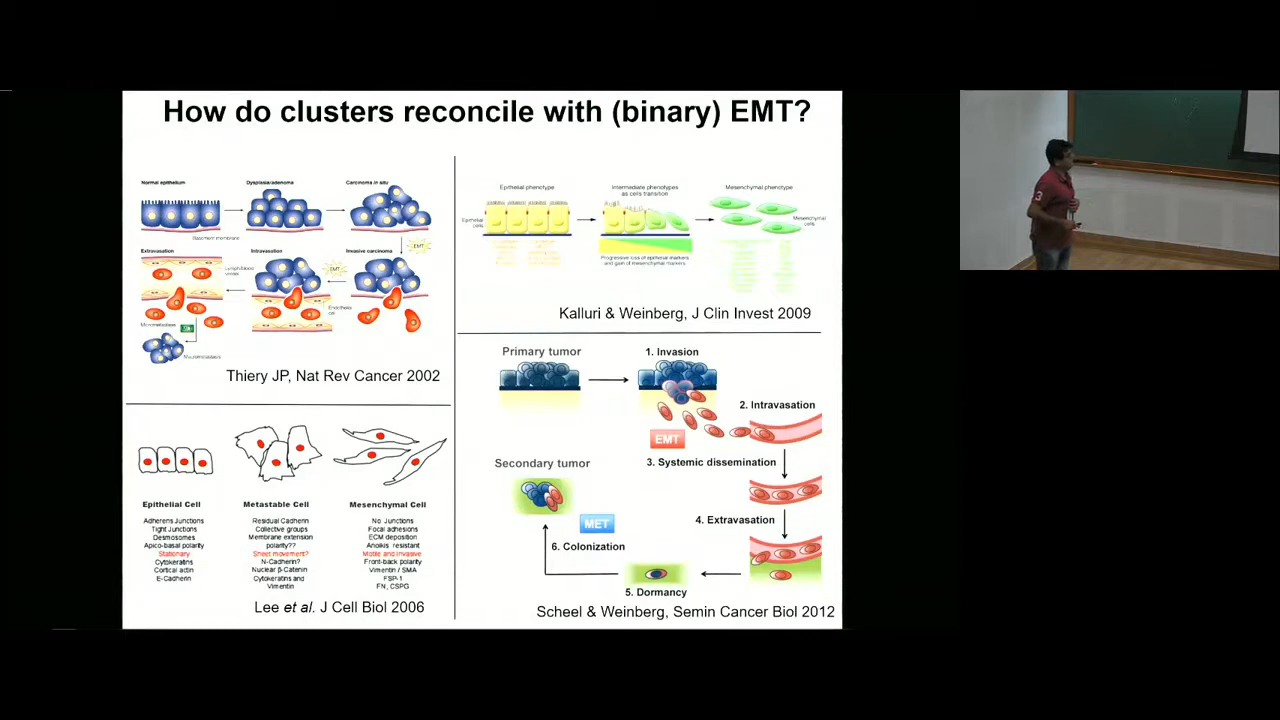 How do clusters reconcile with (binary) EMT?
Normal epithelium
Dysplasia/adenoma
Carcinoma in situ
Basement membrane
EMT
Extravasation
Intravasation
Invasive carcinoma
EMT
Lymph/blood
vessel
Endothelial
cell
Micrometastasis
Macrometastasis
Thiery JP, Nat Rev Cancer 2002
Epithelial phenotype
Intermediate phenotypes
as cells transition
Mesenchymal phenotype
Epithelial
cells
Mesenchymal
cells
Progressive loss of epithelial markers
and gain of mesenchymal markers
Kalluri & Weinberg, J Clin Invest 2009
Epithelial Cell
Adherens Junctions
Tight Junctions
Desmosomes
Apico-basal polarity
Stationary
Cytokeratins
Cortical actin
E-Cadherin
Metastable Cell
Residual Cadherin
Collective groups
Membrane extension
polarity??
Sheet movement?
N-Cadherin?
Nuclear β-Catenin
Cytokeratins and
Vimentin
Mesenchymal Cell
No Junctions
Focal adhesions
ECM deposition
Anoikis resistant
Motile and Invasive
Front-back polarity
Vimentin / SMA
FSP-1
FN, CSPG
Lee et al. J Cell Biol 2006
Primary tumor
1. Invasion
2. Intravasation
EMT
3. Systemic dissemination
Secondary tumor
4. Extravasation
MET
6. Colonization
5. Dormancy
Scheel & Weinberg, Semin Cancer Biol 2012
3